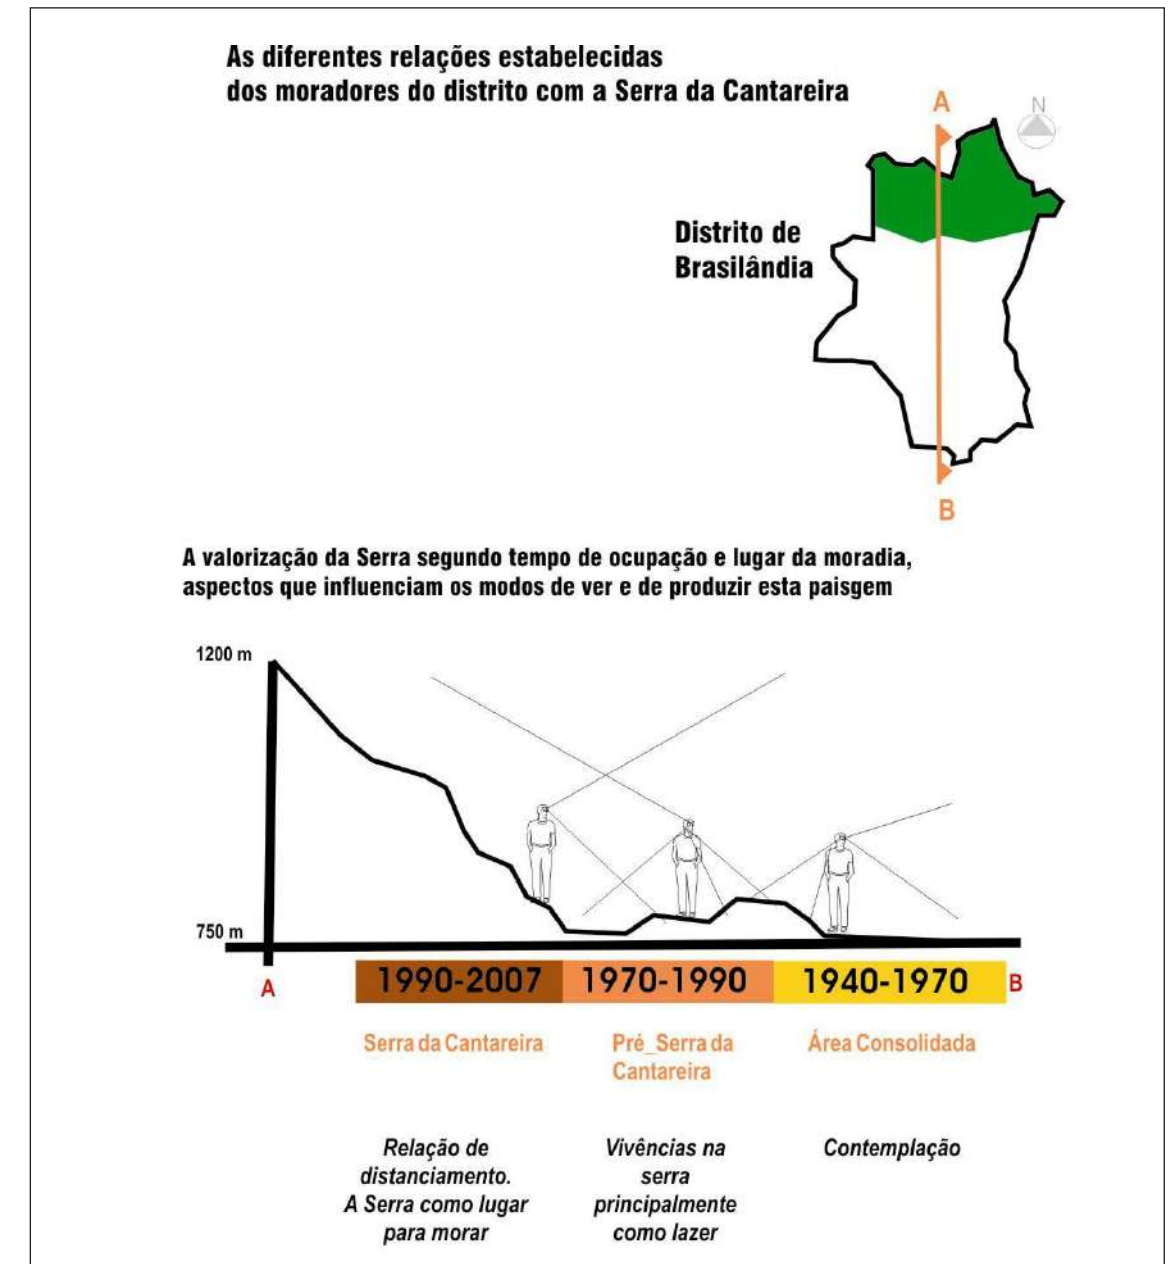 As diferentes relações estabelecidas
dos moradores do distrito com a Serra da Cantareira
A
N
Distrito de
Brasilândia
B
A valorização da Serra segundo tempo de ocupação e lugar da moradia,
aspectos que influenciam os modos de ver e de produzir esta paisgem
1200 m
750 m
A
1990-2007
1970-1990
1940-1970
B
Serra da Cantareira
Pré_Serra da
Cantareira
Área Consolidada
Relação de
distanciamento.
A Serra como lugar
para morar
Vivências na
serra
principalmente
como lazer
Contemplação